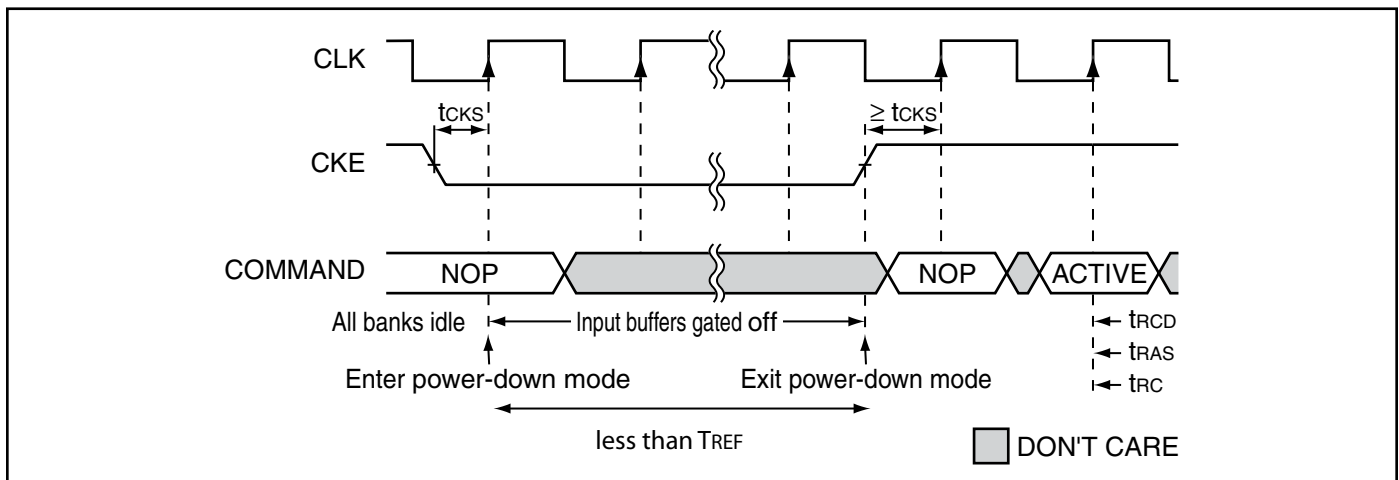 CLK
tCKS
≥ tCKS
CKE
COMMAND
NOP
NOP
ACTIVE
All banks idle
Input buffers gated off
tRCD
tRAS
tRC
Enter power-down mode
Exit power-down mode
less than TREF
DON'T CARE